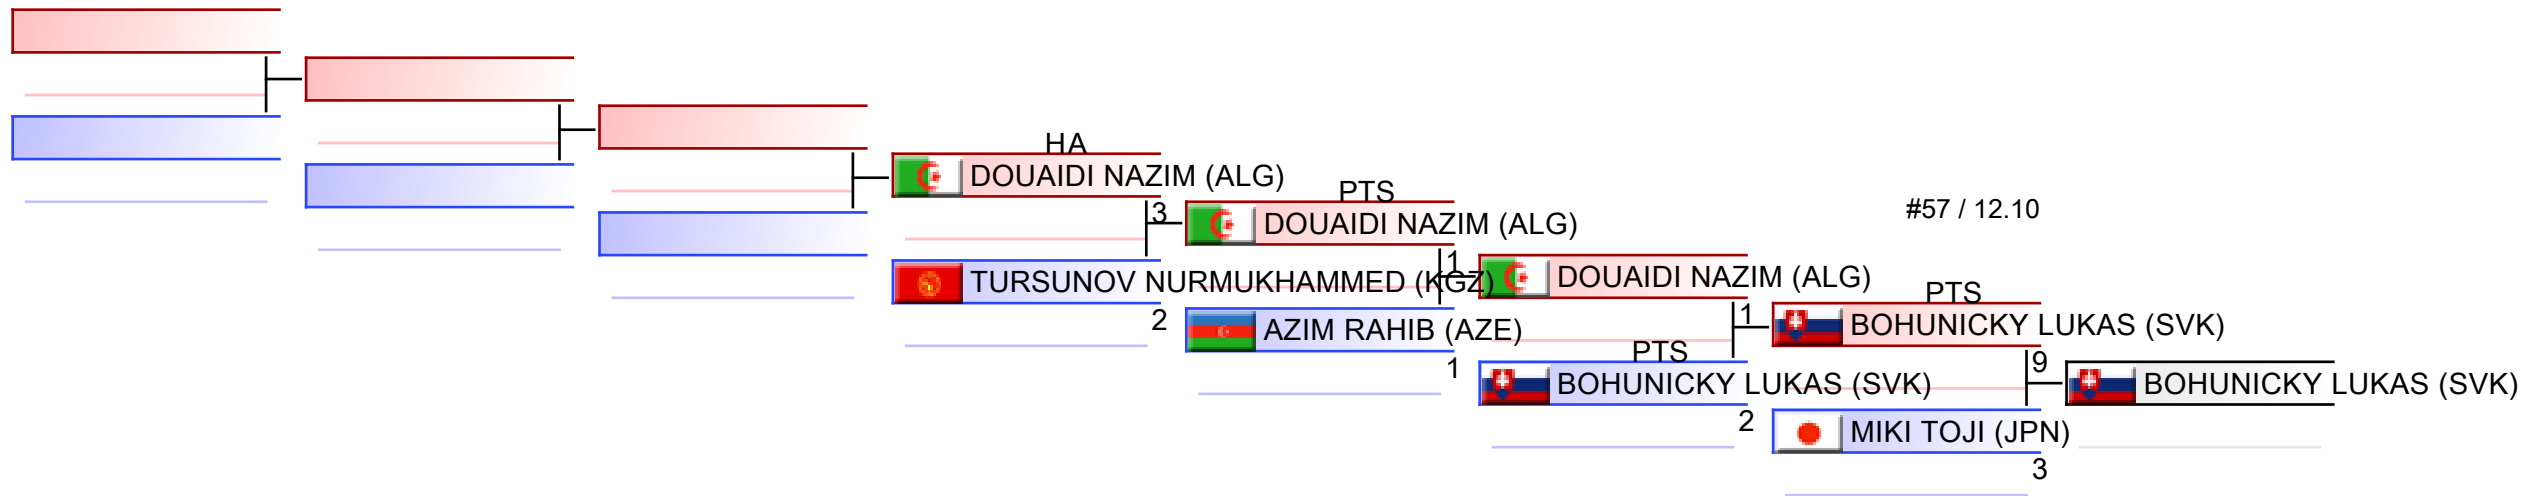 HA
DOUAIDI NAZIM (ALG)
3
TURSUNOV NURMUKHAMMED (KGZ)
2
PTS
DOUAIDI NAZIM (ALG)
1
AZIM RAHIB (AZE)
1
DOUAIDI NAZIM (ALG)
1
PTS
BOHUNICKY LUKAS (SVK)
2
#57 / 12.10
PTS
BOHUNICKY LUKAS (SVK)
9
MIKI TOJI (JPN)
3
BOHUNICKY LUKAS (SVK)